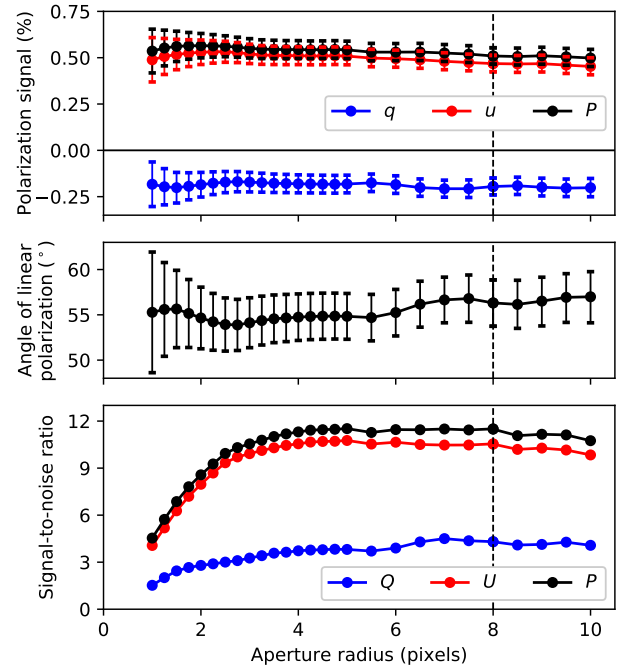 0.75
0.50
0.25
0.00
−0.25
Polarization signal (%)
q u P
60
55
50
Angle of linear
polarization (°)
12
9
6
3
0
Signal-to-noise ratio
Q U P
0 2 4 6 8 10
Aperture radius (pixels)